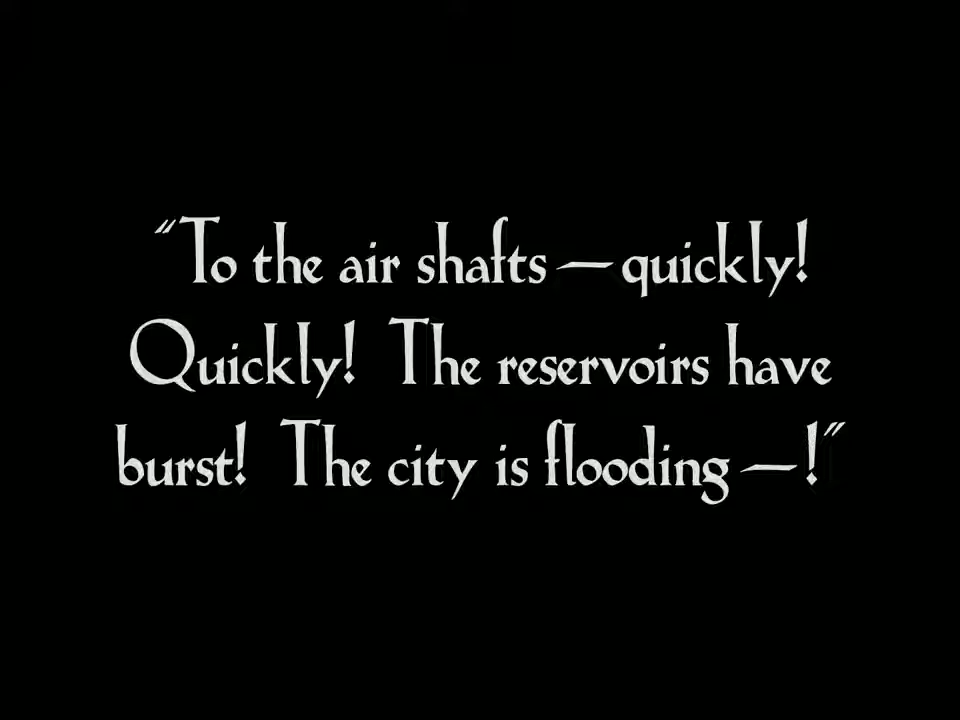 "To the air shafts — quickly!
Quickly! The reservoirs have
burst! The city is flooding — !"